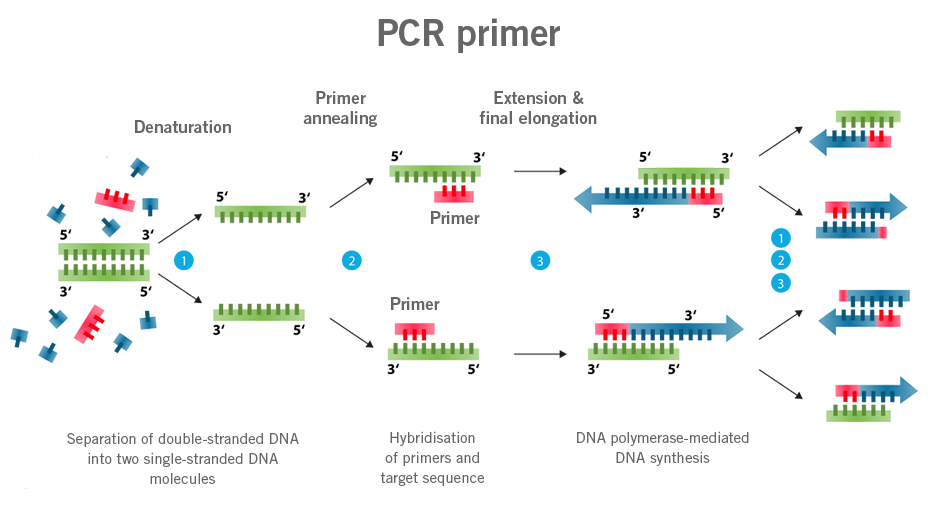 PCR primer
Denaturation
Primer
annealing
Extension &
final elongation
5‘ 3‘
3‘ 5‘
1
5‘ 3‘
3‘ 5‘
2
5‘ 3‘
Primer
Primer
3‘ 5‘
3
5‘ 3‘
3‘ 5‘
5‘ 3‘
3‘ 5‘
1
2
3
Separation of double-stranded DNA
into two single-stranded DNA
molecules
Hybridisation
of primers and
target sequence
DNA polymerase-mediated
DNA synthesis